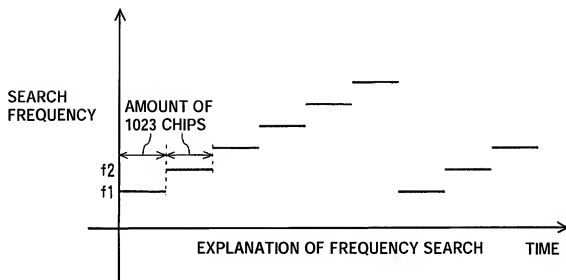 SEARCH
FREQUENCY
AMOUNT OF
1023 CHIPS
f2
f1
EXPLANATION OF FREQUENCY SEARCH
TIME